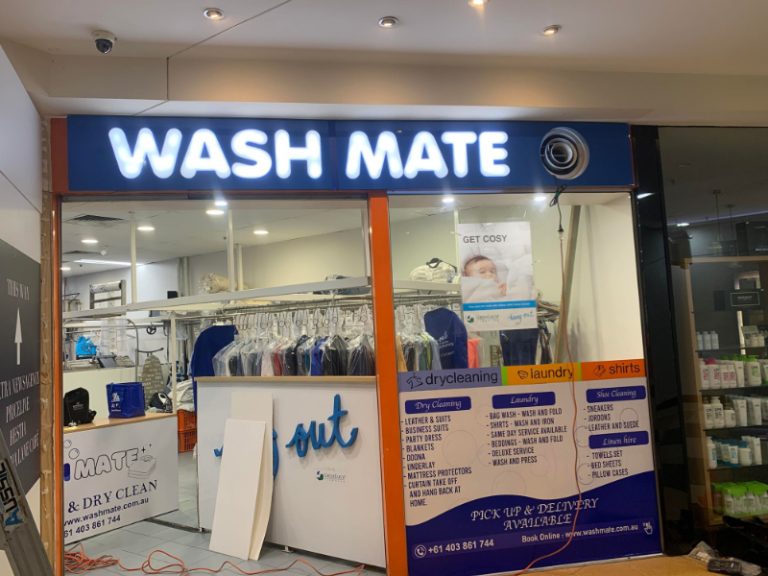 WASH MATE
GET COSY
THIS WAY
drycleaning
laundry
shirts
Dry Cleaning
LEATHER & SUITS
BUSINESS SUITS
PARTY DRESS
BLANKETS
DOONA
UNDERLAY
MATTRESS PROTECTORS
CURTAIN TAKE OFF
AND HANG BACK AT
HOME.
Laundry
BAG WASH - WASH AND FOLD
SHIRTS - WASH AND IRON
SAME DAY SERVICE AVAILABLE
BEDDINGS - WASH AND FOLD
DELUXE SERVICE
WASH AND PRESS
Shoe Cleaning
SNEAKERS
JORDONS
LEATHER AND SUEDE
Linen hire
TOWELS SET
BED SHEETS
PILLOW CASES
PICK UP & DELIVERY
AVAILABLE
+61 403 861 744
Book Online : www.washmate.com.au
MATE
& DRY CLEAN
www.washmate.com.au
+61 403 861 744
out